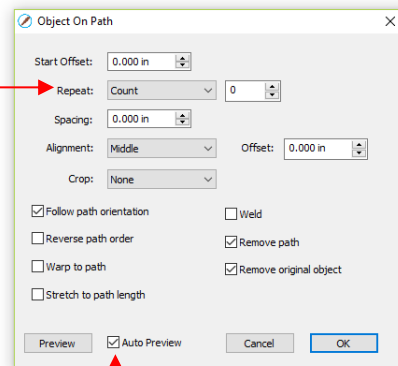 Object On Path
Start Offset: 0.000 in
Repeat: Count 0
Spacing: 0.000 in
Alignment: Middle Offset: 0.000 in
Crop: None
Follow path orientation Weld
Reverse path order Remove path
Warp to path Remove original object
Stretch to path length
Preview Auto Preview Cancel OK